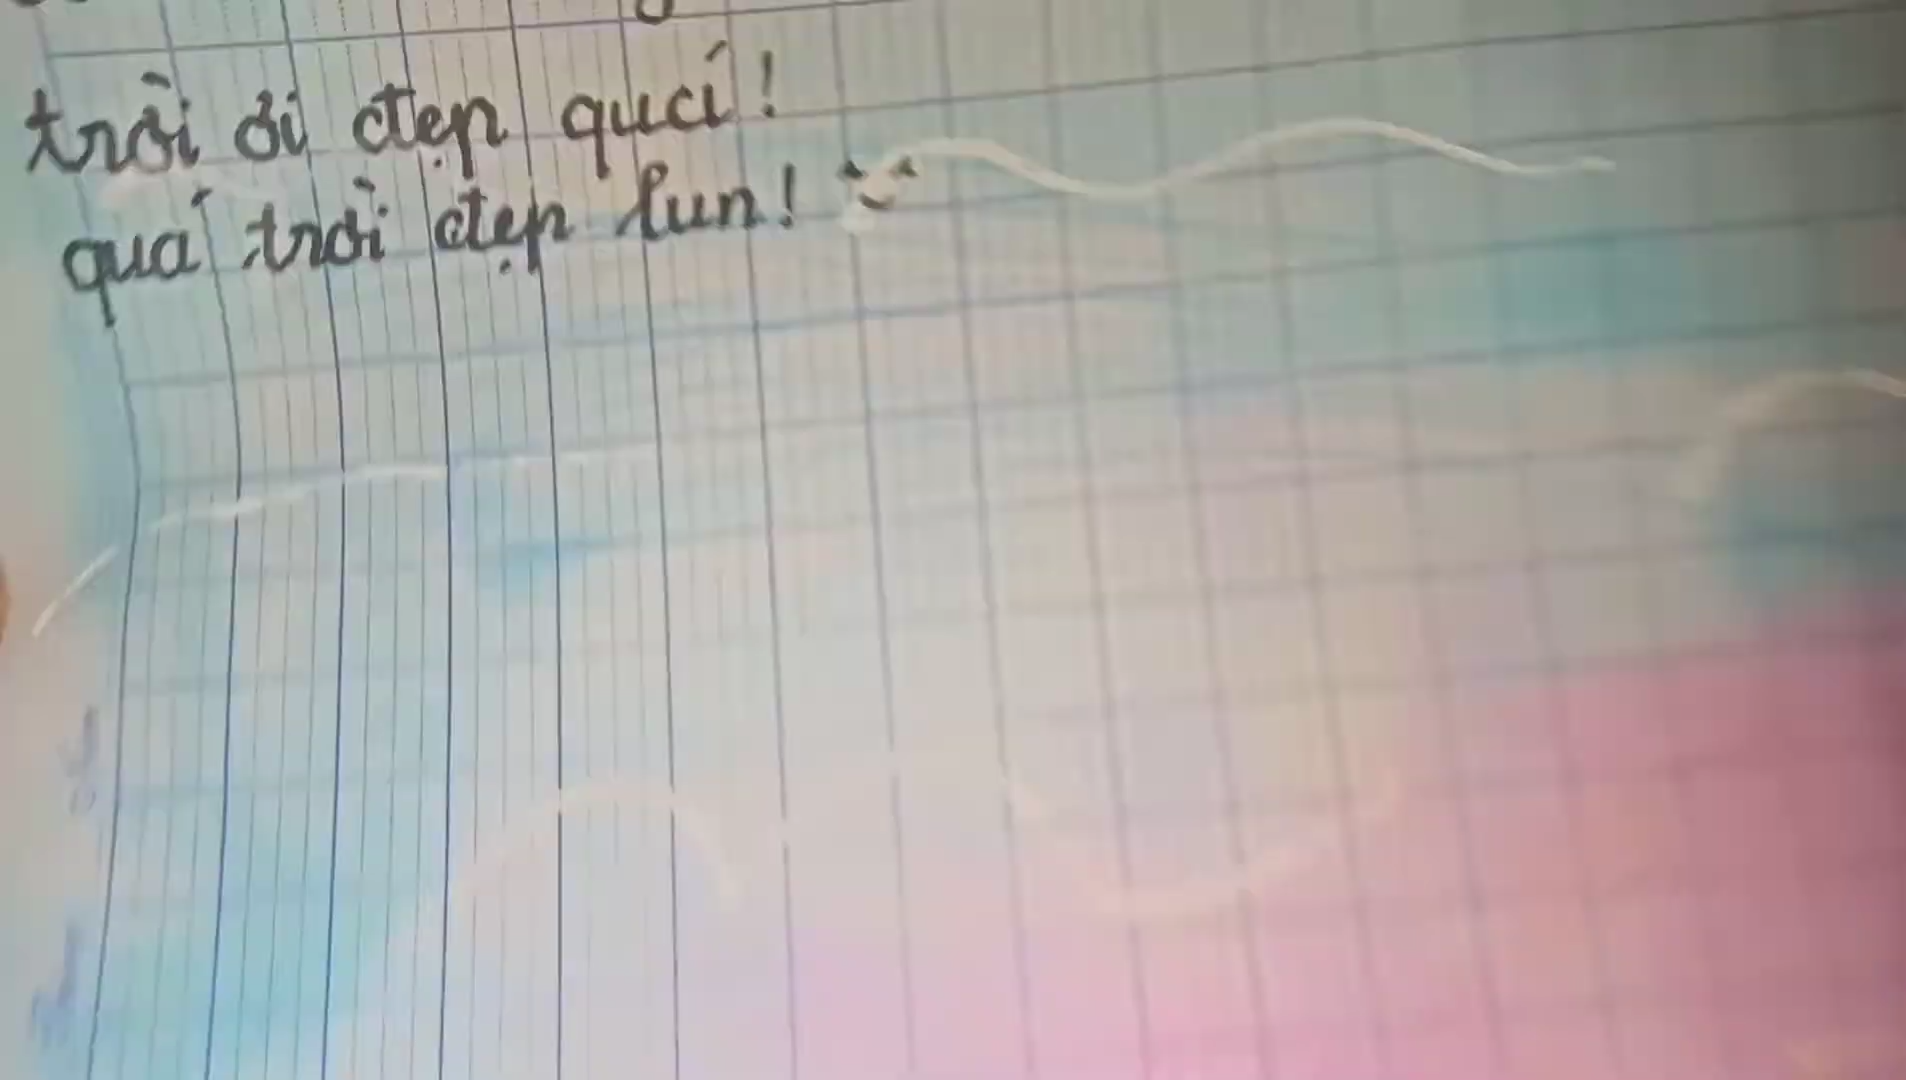 trời ơi đẹp quá!
quá trời đẹp lun!